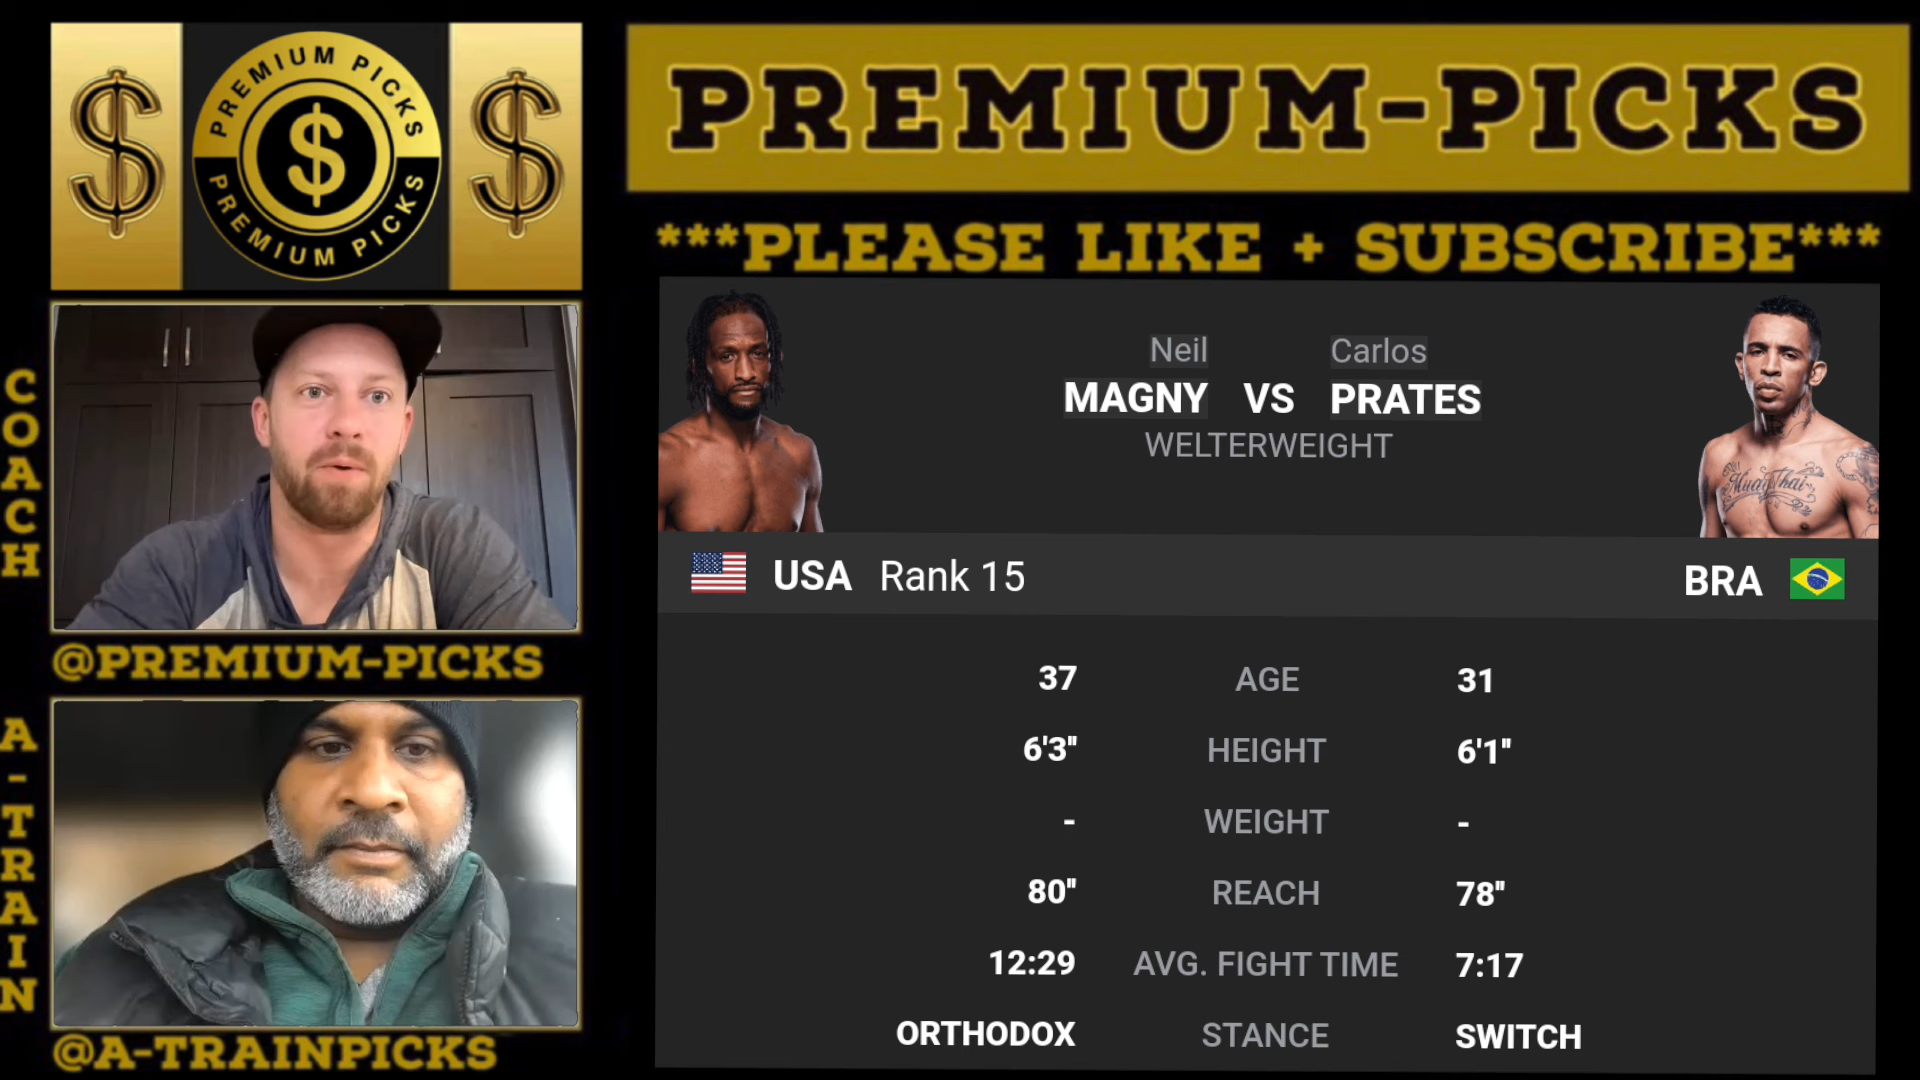 PREMIUM PICKS
$ $ $
PREMIUM PICKS
COACH
@PREMIUM-PICKS
A-TRAIN
@A-TRAINPICKS
PREMIUM-PICKS
***PLEASE LIKE + SUBSCRIBE***
Neil Carlos
MAGNY VS PRATES
WELTERWEIGHT
Muay Thai
USA Rank 15 BRA
37 AGE 31
6'3" HEIGHT 6'1"
- WEIGHT -
80" REACH 78"
12:29 AVG. FIGHT TIME 7:17
ORTHODOX STANCE SWITCH